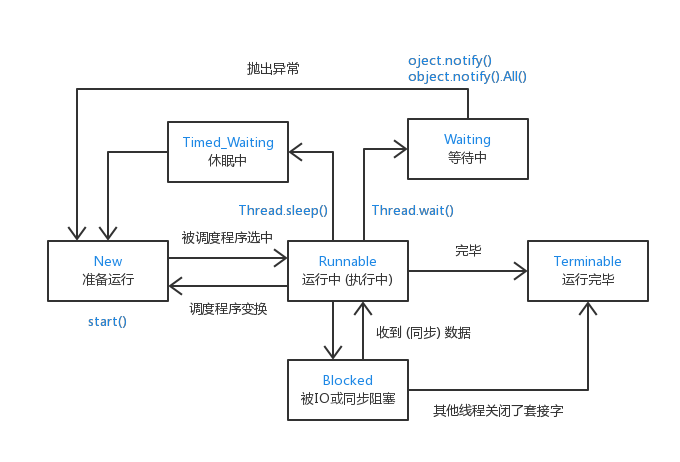 抛出异常
oject.notify()
object.notify().All()
Timed_Waiting
休眠中
Waiting
等待中
Thread.sleep()
Thread.wait()
被调度程序选中
完毕
New
准备运行
Runnable
运行中 (执行中)
Terminable
运行完毕
调度程序变换
start()
收到 (同步) 数据
Blocked
被IO或同步阻塞
其他线程关闭了套接字